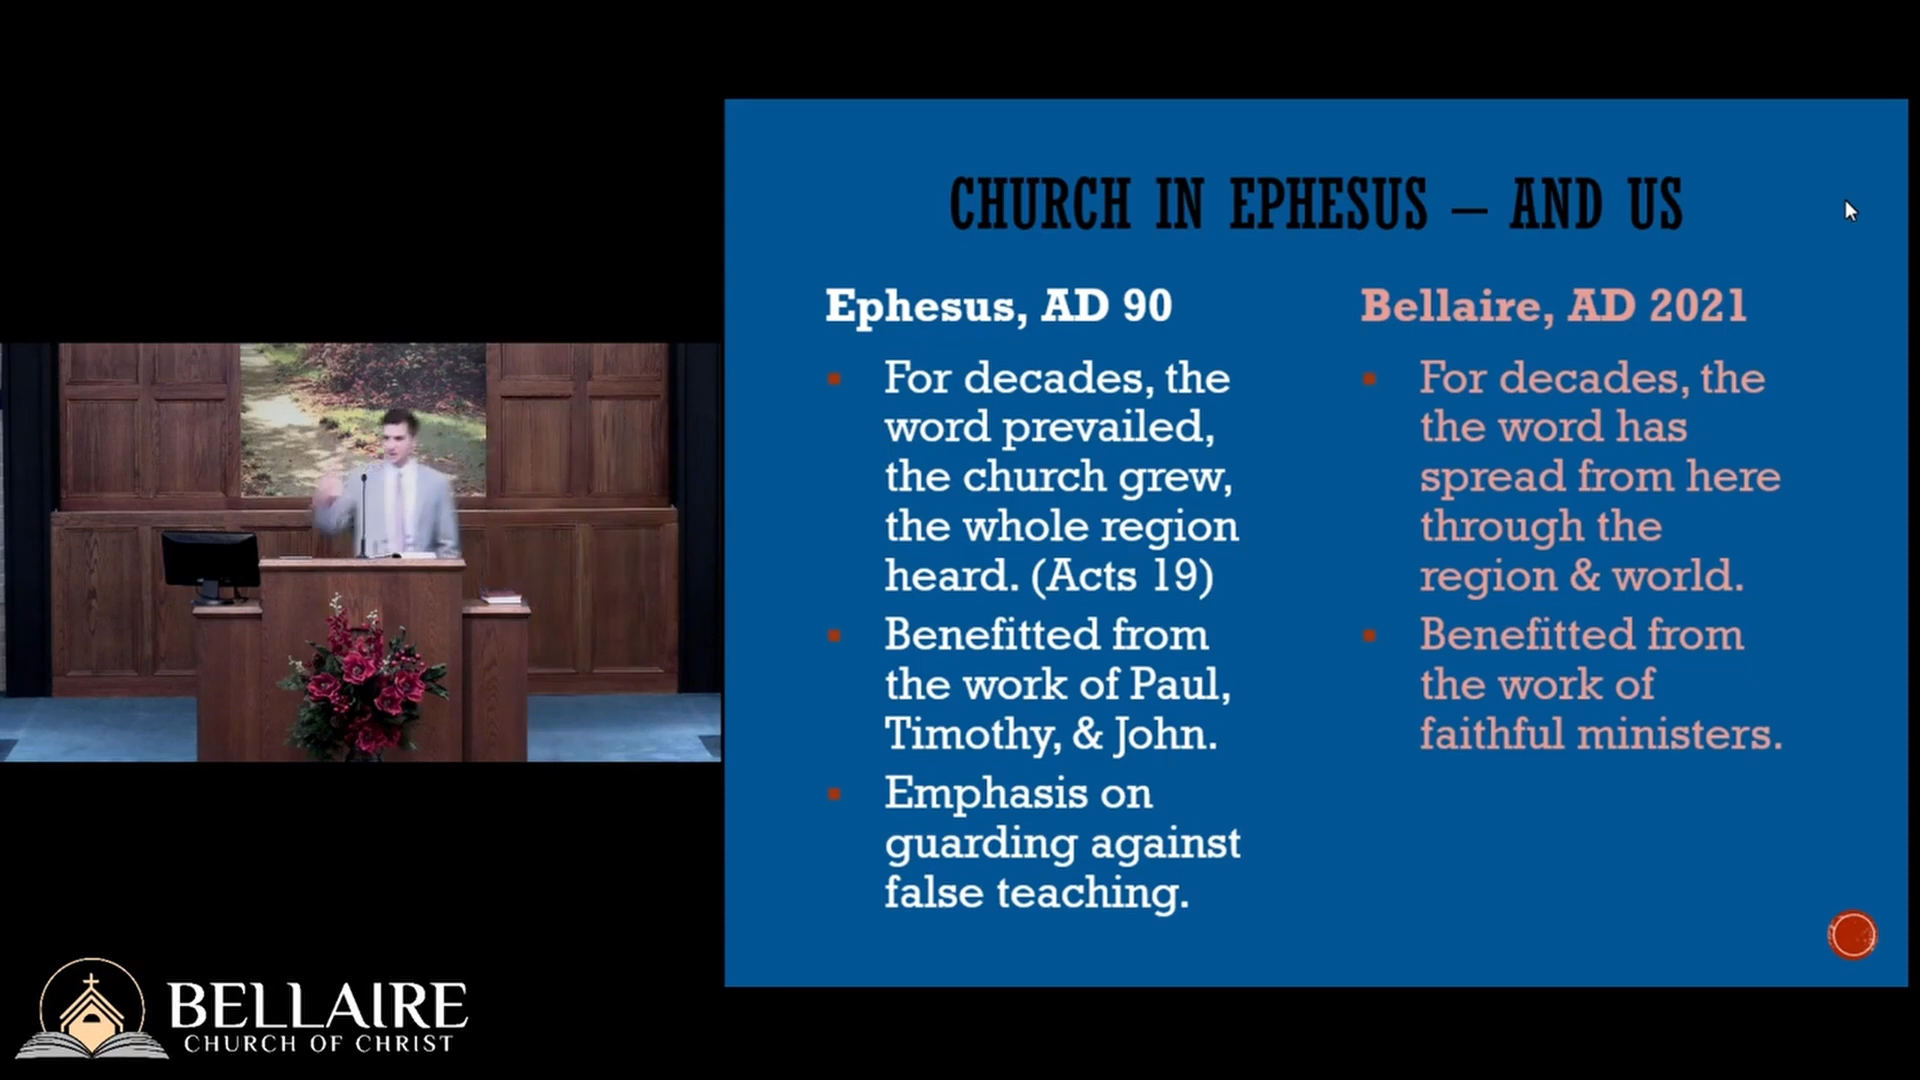 CHURCH IN EPHESUS – AND US
Ephesus, AD 90
For decades, the
word prevailed,
the church grew,
the whole region
heard. (Acts 19)
Benefitted from
the work of Paul,
Timothy, & John.
Emphasis on
guarding against
false teaching.
Bellaire, AD 2021
For decades, the
the word has
spread from here
through the
region & world.
Benefitted from
the work of
faithful ministers.
BELLAIRE
CHURCH OF CHRIST